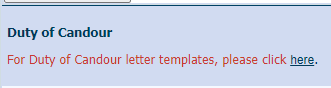 Duty of Candour
For Duty of Candour letter templates, please click here.